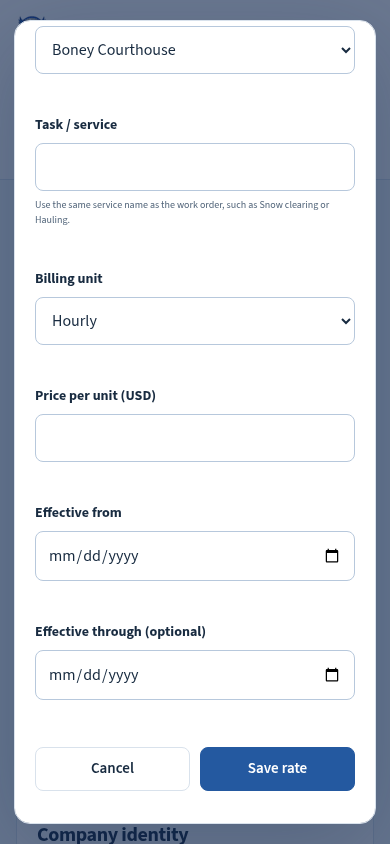 Boney Courthouse
Task / service
Use the same service name as the work order, such as Snow clearing or
Hauling.
Billing unit
Hourly
Price per unit (USD)
Effective from
mm/dd/yyyy
Effective through (optional)
mm/dd/yyyy
Cancel
Save rate
Company identity